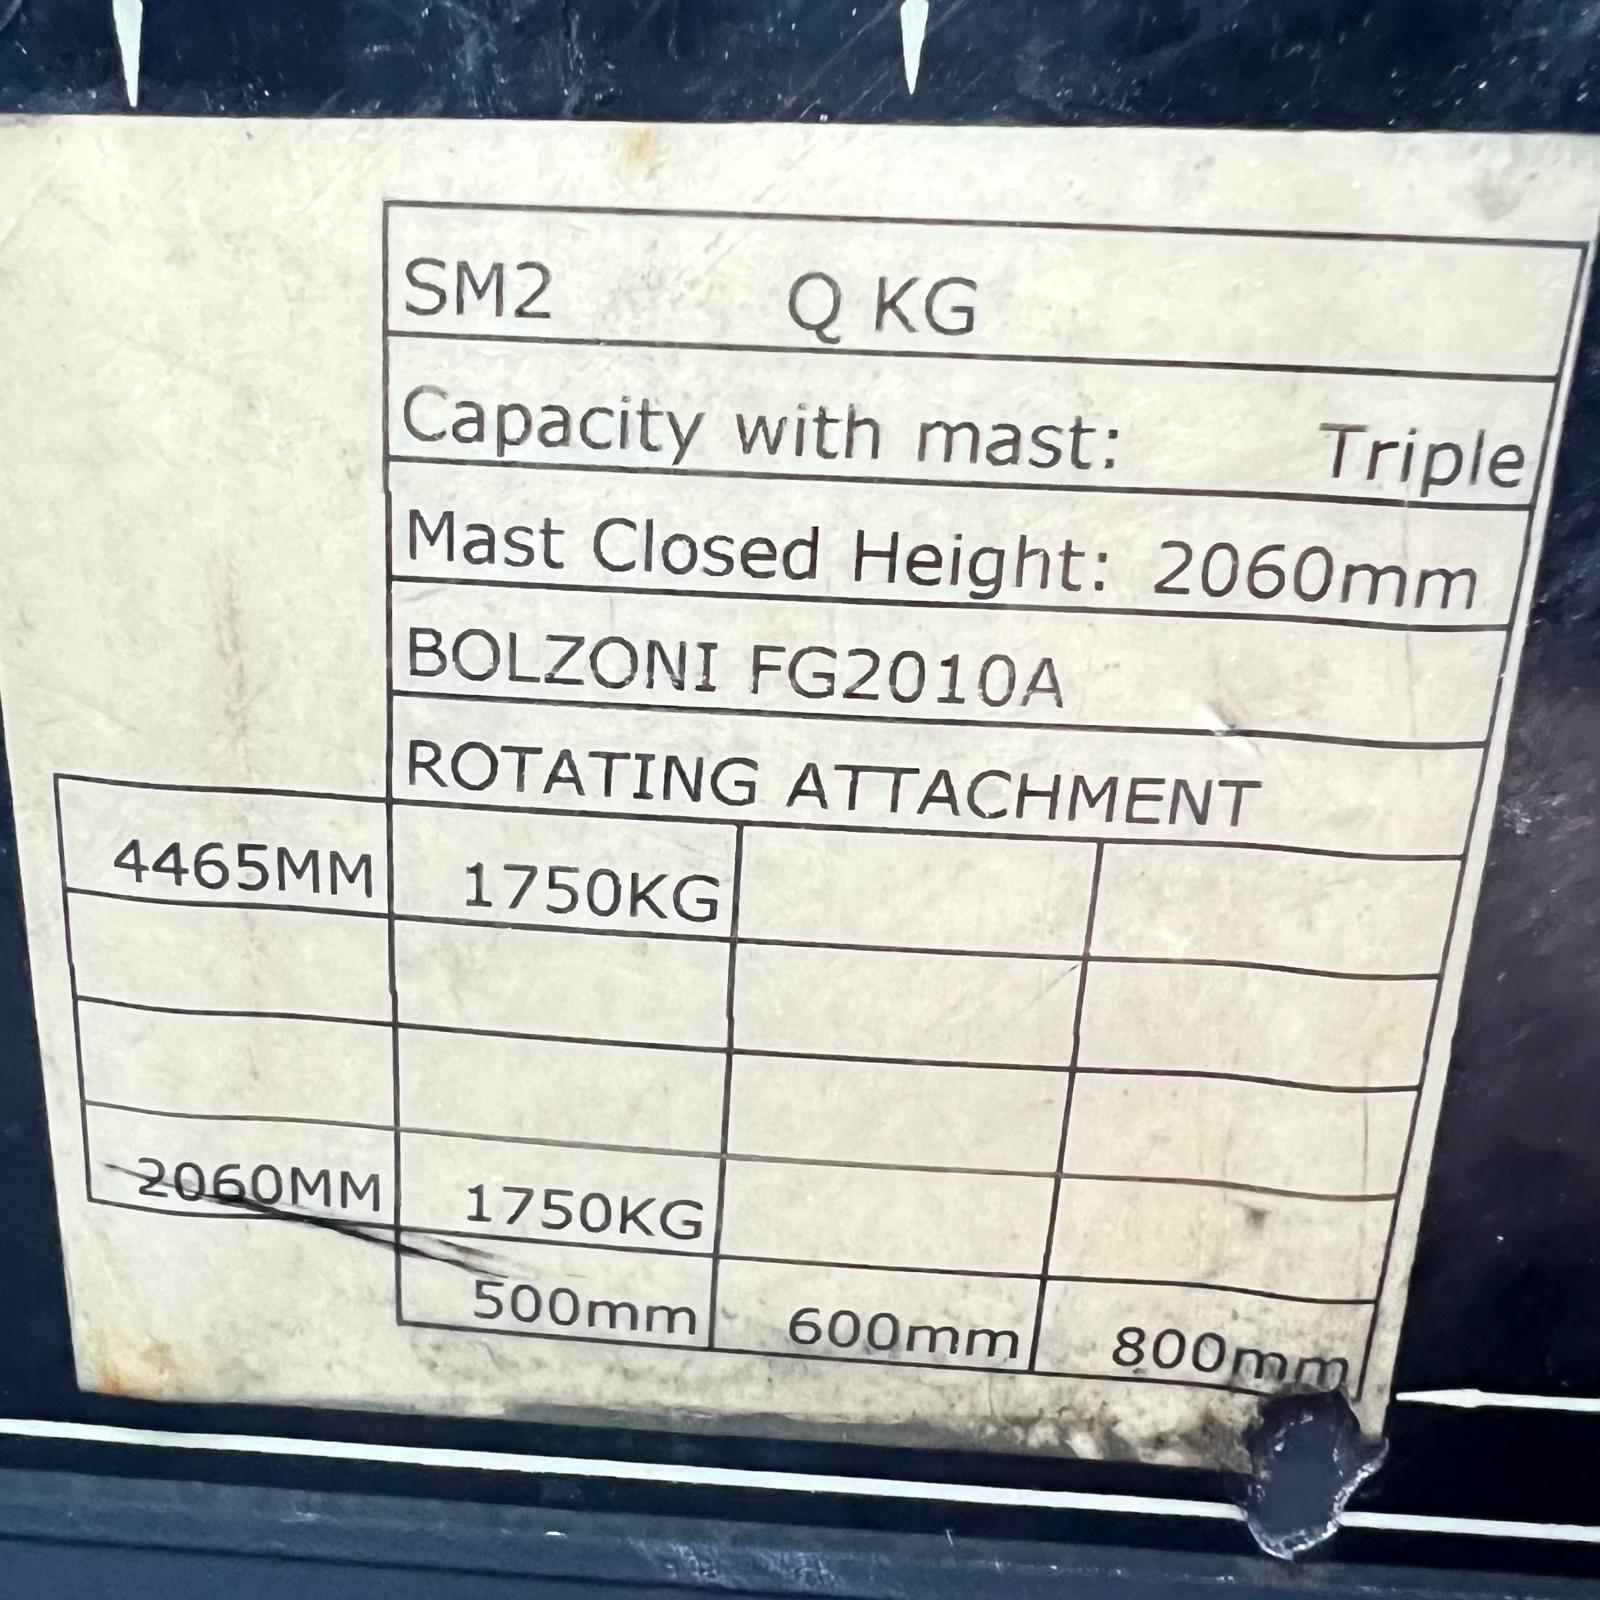 SM2 Q KG
Capacity with mast: Triple
Mast Closed Height: 2060mm
BOLZONI FG2010A
ROTATING ATTACHMENT
4465MM 1750KG
2060MM 1750KG
500mm 600mm 800mm